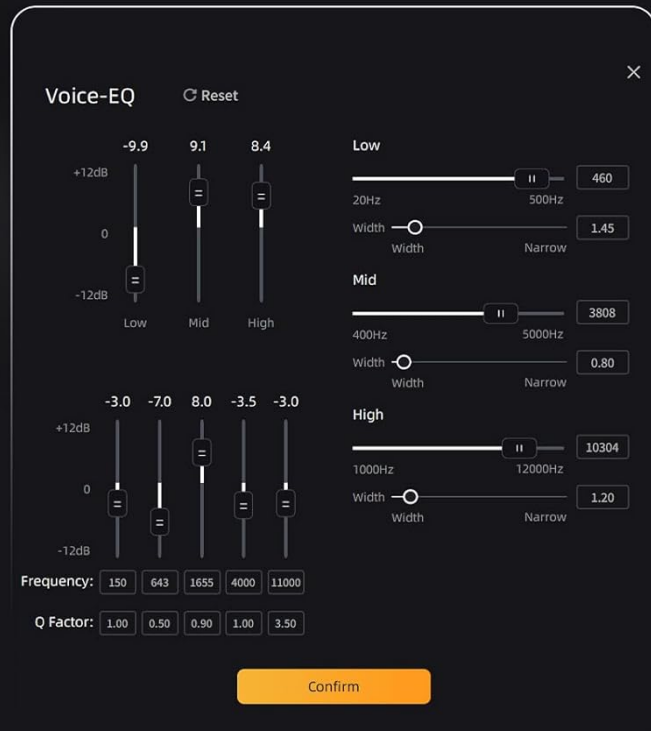 Voice-EQ
Reset
-9.9 9.1 8.4
+12dB
0
-12dB
Low Mid High
Low
460
20Hz 500Hz
Width 1.45
Width Narrow
Mid
3808
400Hz 5000Hz
Width 0.80
Width Narrow
High
10304
1000Hz 12000Hz
Width 1.20
Width Narrow
-3.0 -7.0 8.0 -3.5 -3.0
+12dB
0
-12dB
Frequency: 150 643 1655 4000 11000
Q Factor: 1.00 0.50 0.90 1.00 3.50
Confirm